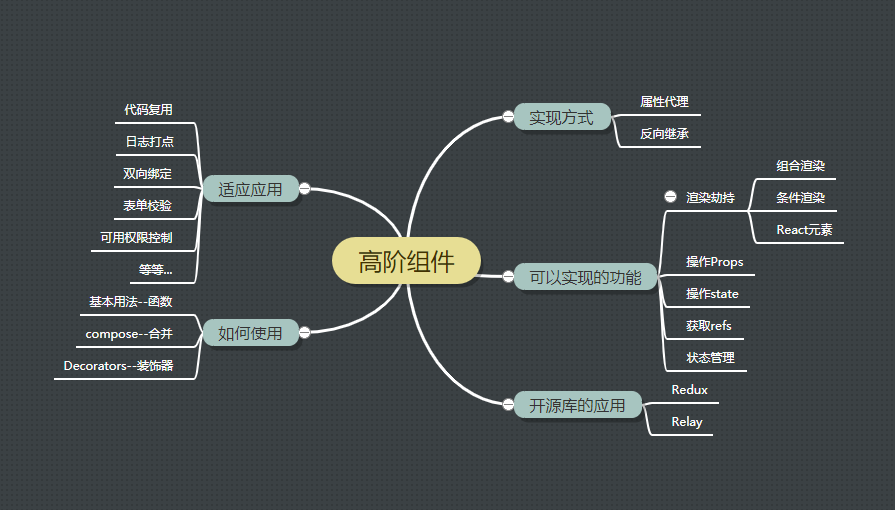 高阶组件
实现方式
属性代理
反向继承
可以实现的功能
渲染劫持
组合渲染
条件渲染
React元素
操作Props
操作state
获取refs
状态管理
开源库的应用
Redux
Relay
适应应用
代码复用
日志打点
双向绑定
表单校验
可用权限控制
等等...
如何使用
基本用法--函数
compose--合并
Decorators--装饰器